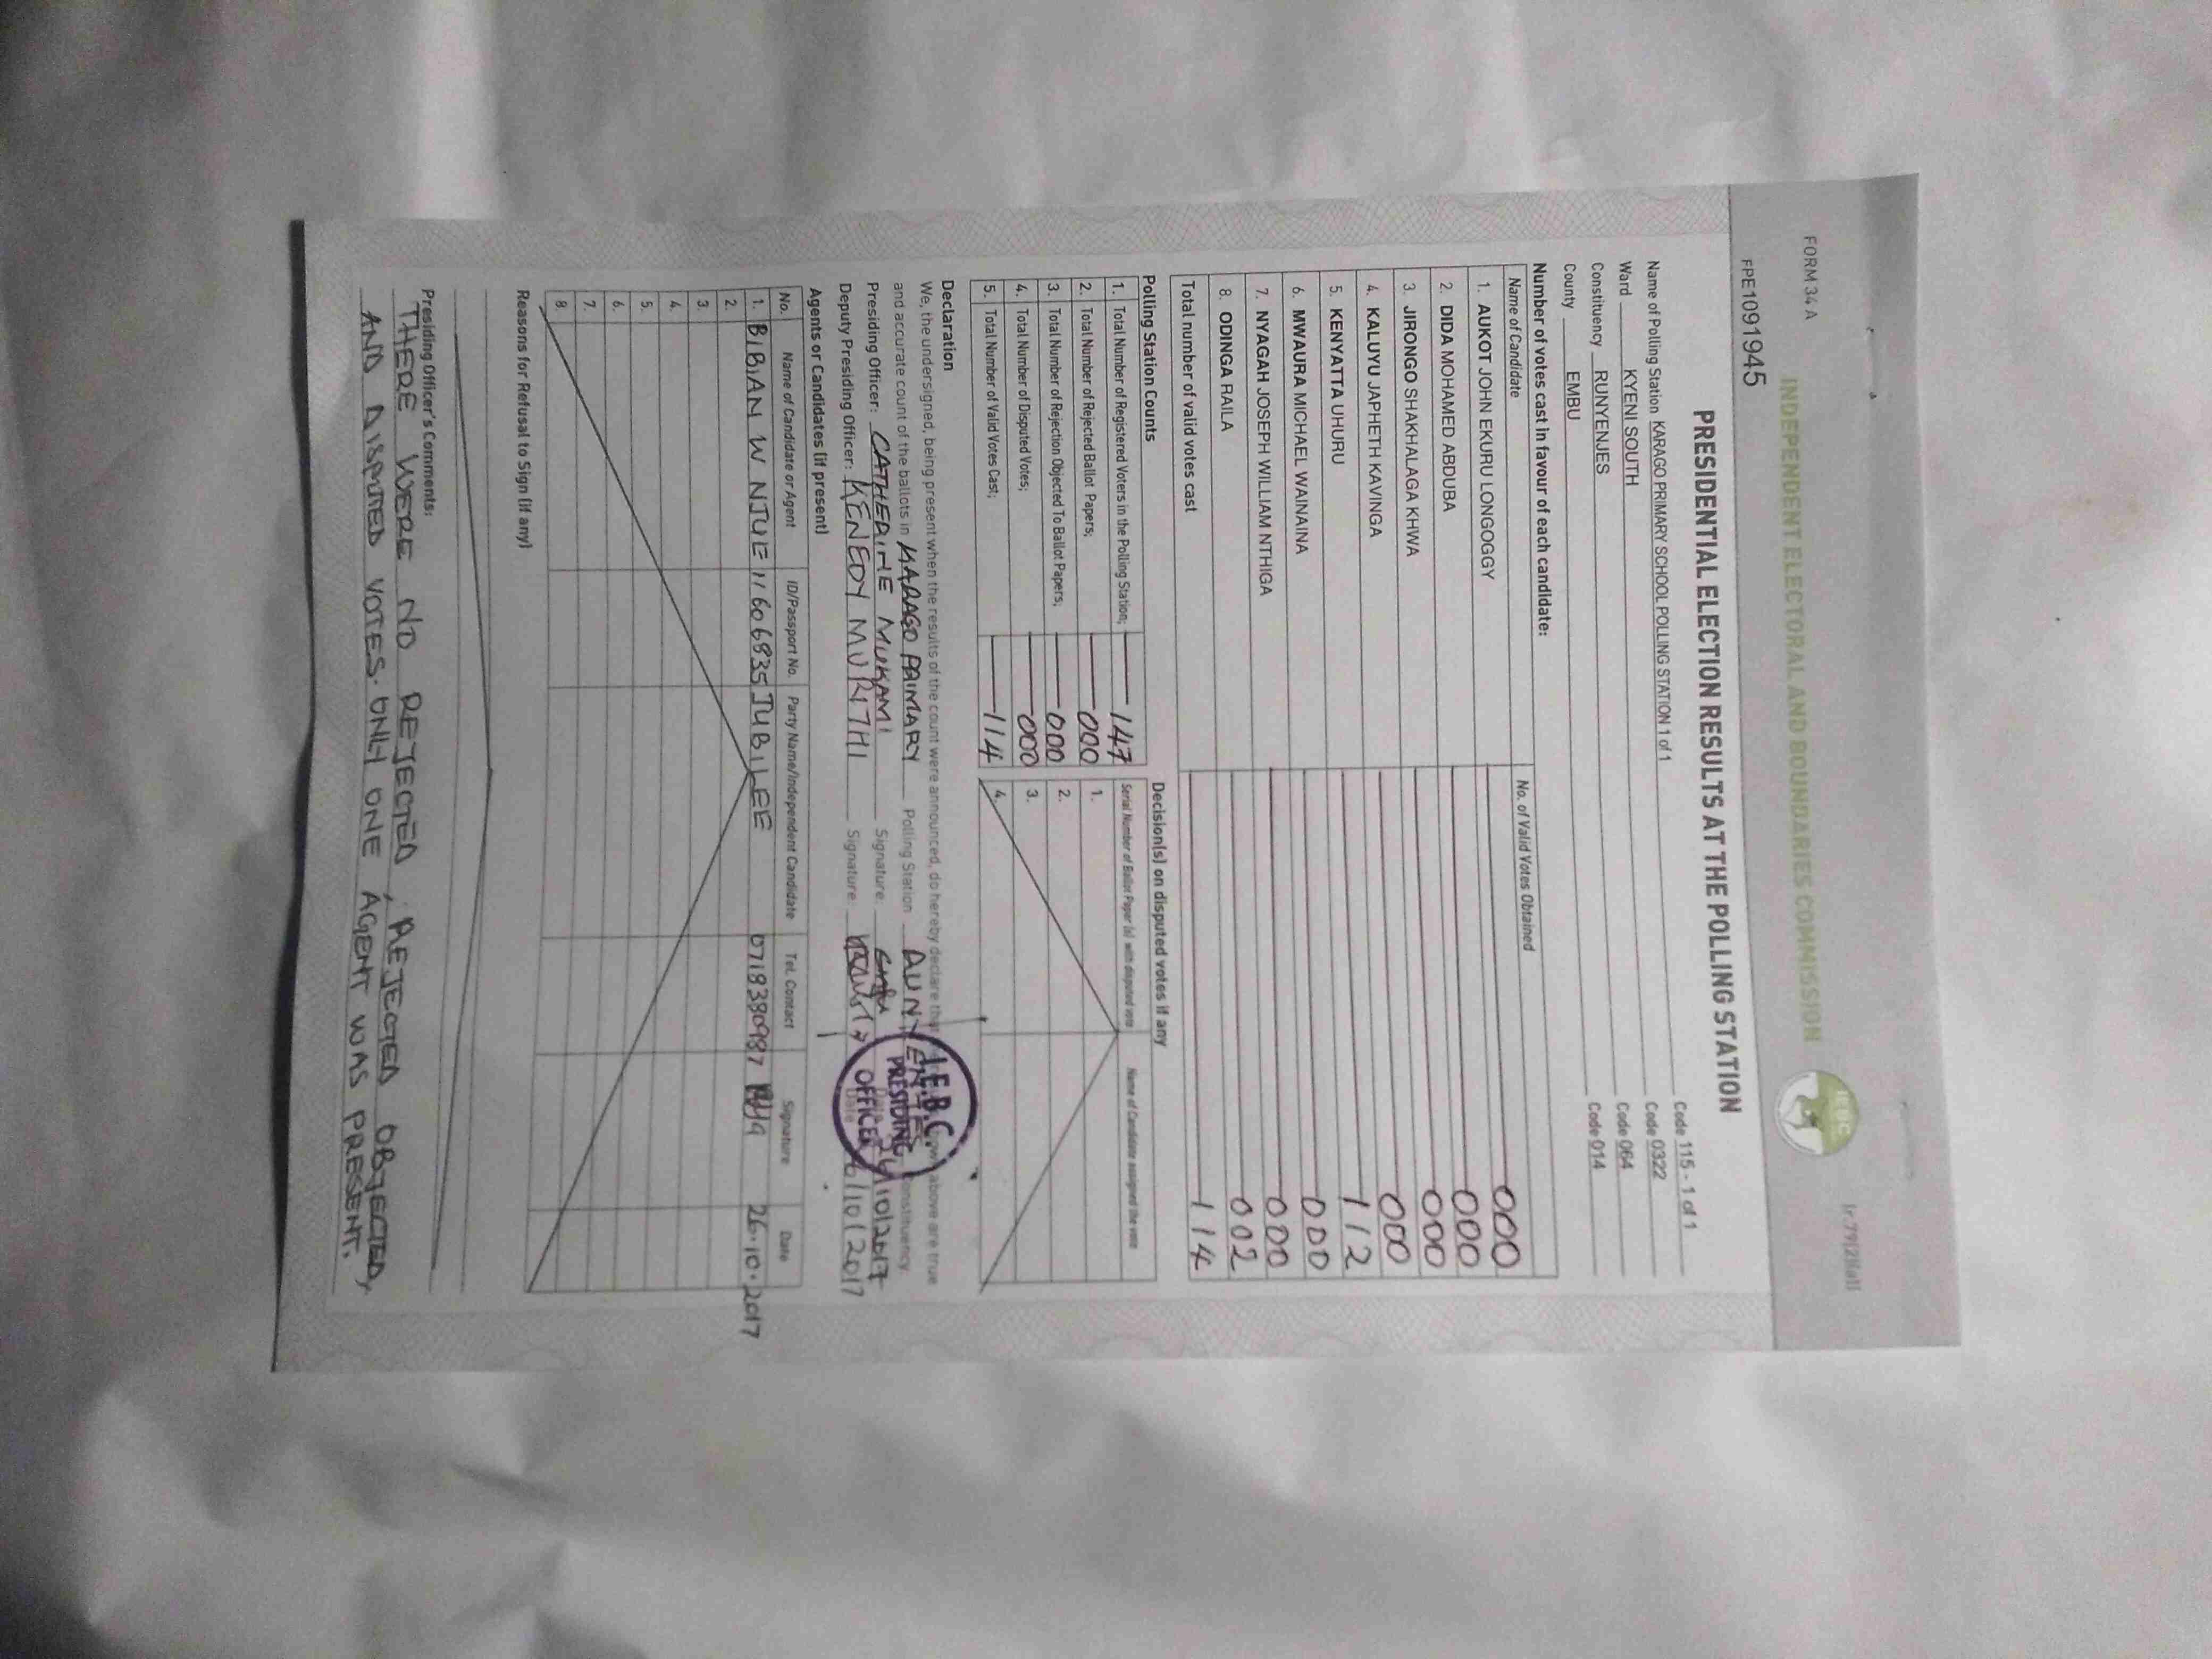 FORM 34 A
INDEPENDENT ELECTORAL AND BOUNDARIES COMMISSION
IEBC
FPE1091945
PRESIDENTIAL ELECTION RESULTS AT THE POLLING STATION
Name of Polling Station KARAGO PRIMARY SCHOOL POLLING STATION 1 of 1 Code 115 - 1 of 1
Ward KYENI SOUTH Code 0322
Constituency RUNYENJES Code 064
County EMBU Code 014
Number of votes cast in favour of each candidate:
Name of Candidate No. of Valid Votes Obtained
1. AUKOT JOHN EKURU LONGOGGY 000
2. DIDA MOHAMED ABDUBA 000
3. JIRONGO SHAKHALAGA KHWA 000
4. KALUYU JAPHETH KAVINGA 000
5. KENYATTA UHURU 112
6. MWAURA MICHAEL WAINAINA 000
7. NYAGAH JOSEPH WILLIAM NTHIGA 000
8. ODINGA RAILA 002
Total number of valid votes cast 114
Polling Station Counts
1. Total Number of Registered Voters in the Polling Station; 147
2. Total Number of Rejected Ballot Papers; 000
3. Total Number of Rejection Objected To Ballot Papers; 000
4. Total Number of Disputed Votes; 000
5. Total Number of Valid Votes Cast; 114
Decision(s) on disputed votes if any
Serial Number of Ballot Paper (s) with disputed vote Name of Candidate assigned the vote
1.
2.
3.
4.
Declaration
We, the undersigned, being present when the results of the count were announced, do hereby declare that above are true
and accurate count of the ballots in KARAGO PRIMARY Polling Station RUNYENJES Constituency.
Presiding Officer: CATHERINE MUKAMI Signature: 26/10/2017
Deputy Presiding Officer: KENEDY MURITHI Signature: Date 26/10/2017
I.E.B.C.
PRESIDING
OFFICER
Agents or Candidates (if present)
No. Name of Candidate or Agent ID/Passport No. Party Name/Independent Candidate Tel. Contact Signature Date
1. BIBIAN W NJUE 11606835 JUBILEE 0718380987 26.10.2017
2.
3.
4.
5.
6.
7.
8.
Reasons for Refusal to Sign (if any)
Presiding Officer's Comments:
THERE WERE NO REJECTED, REJECTED OBJECTED,
AND DISPUTED VOTES. ONLY ONE AGENT WAS PRESENT.